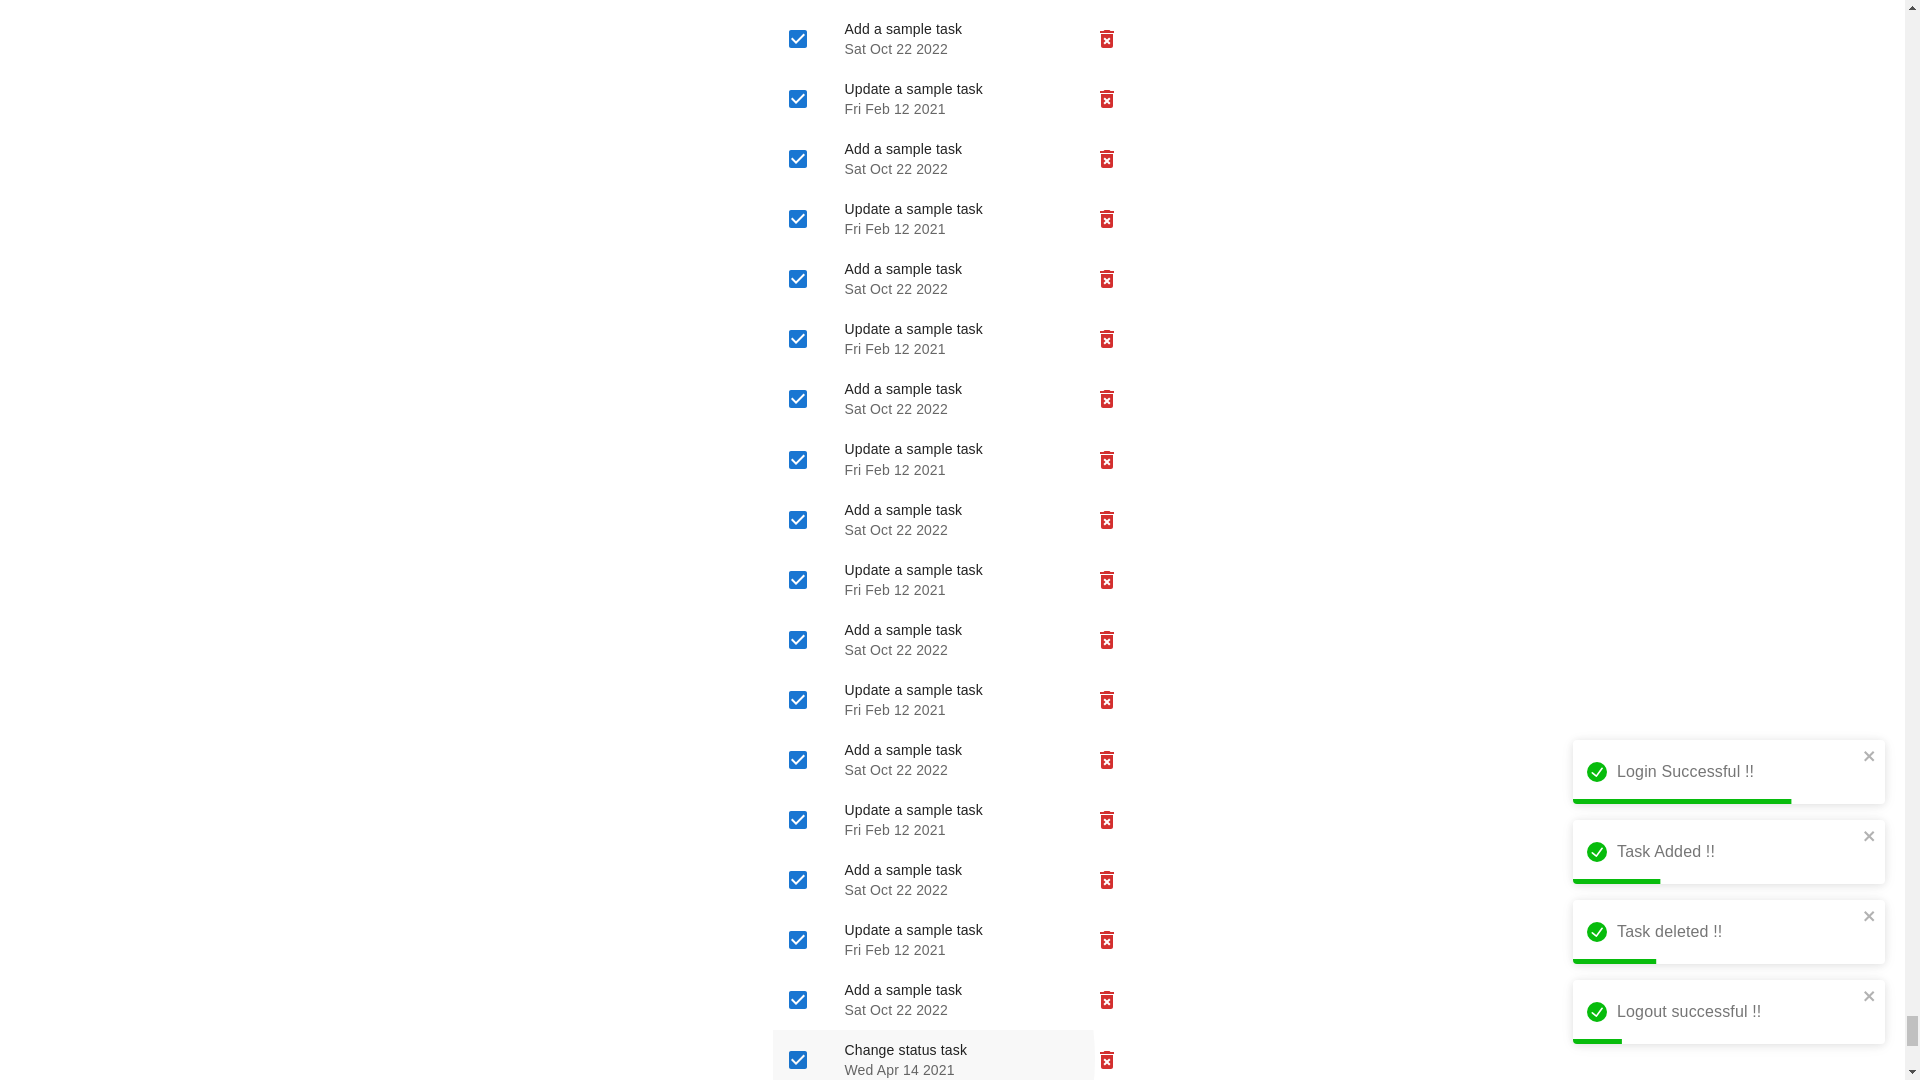 Add a sample task
Sat Oct 22 2022
Update a sample task
Fri Feb 12 2021
Add a sample task
Sat Oct 22 2022
Update a sample task
Fri Feb 12 2021
Add a sample task
Sat Oct 22 2022
Update a sample task
Fri Feb 12 2021
Add a sample task
Sat Oct 22 2022
Update a sample task
Fri Feb 12 2021
Add a sample task
Sat Oct 22 2022
Update a sample task
Fri Feb 12 2021
Add a sample task
Sat Oct 22 2022
Update a sample task
Fri Feb 12 2021
Add a sample task
Sat Oct 22 2022
Update a sample task
Fri Feb 12 2021
Add a sample task
Sat Oct 22 2022
Update a sample task
Fri Feb 12 2021
Add a sample task
Sat Oct 22 2022
Change status task
Wed Apr 14 2021
Login Successful !!
Task Added !!
Task deleted !!
Logout successful !!